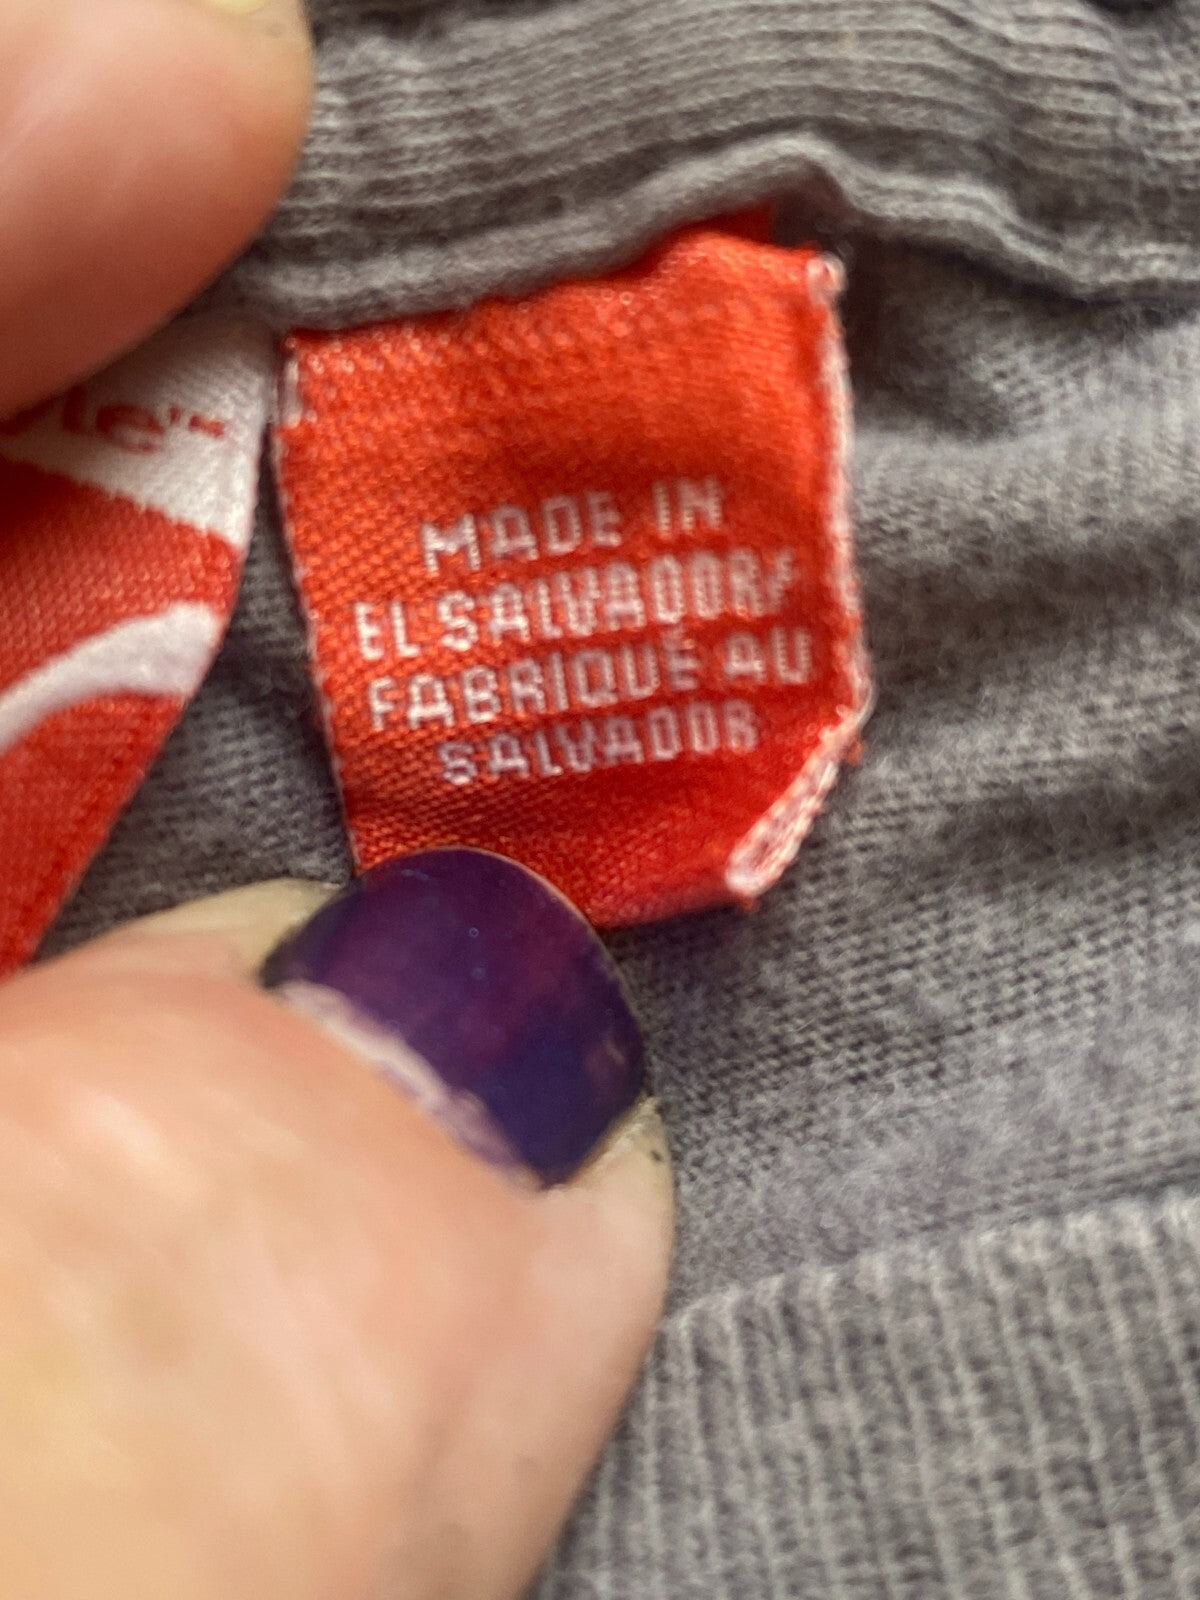 MADE IN
EL SALVADOR/
FABRIQUÉ AU
SALVADOR